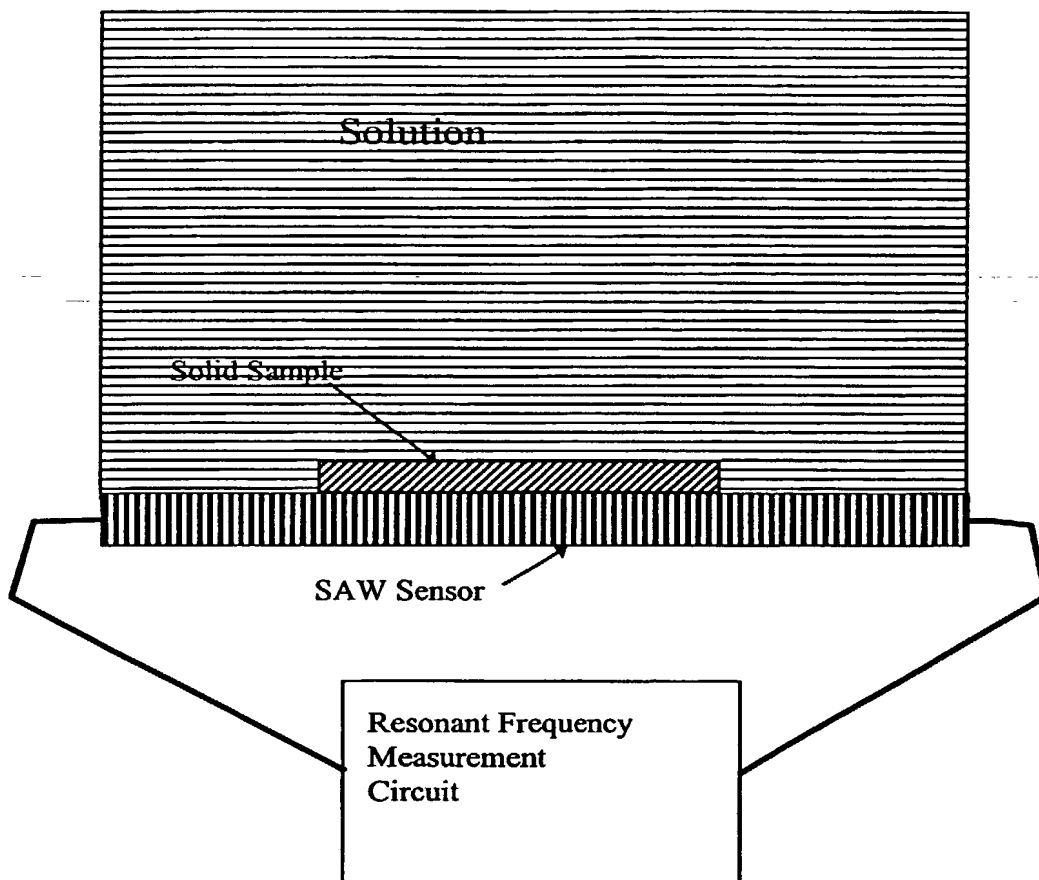 Solution
Solid Sample
SAW Sensor
Resonant Frequency
Measurement
Circuit